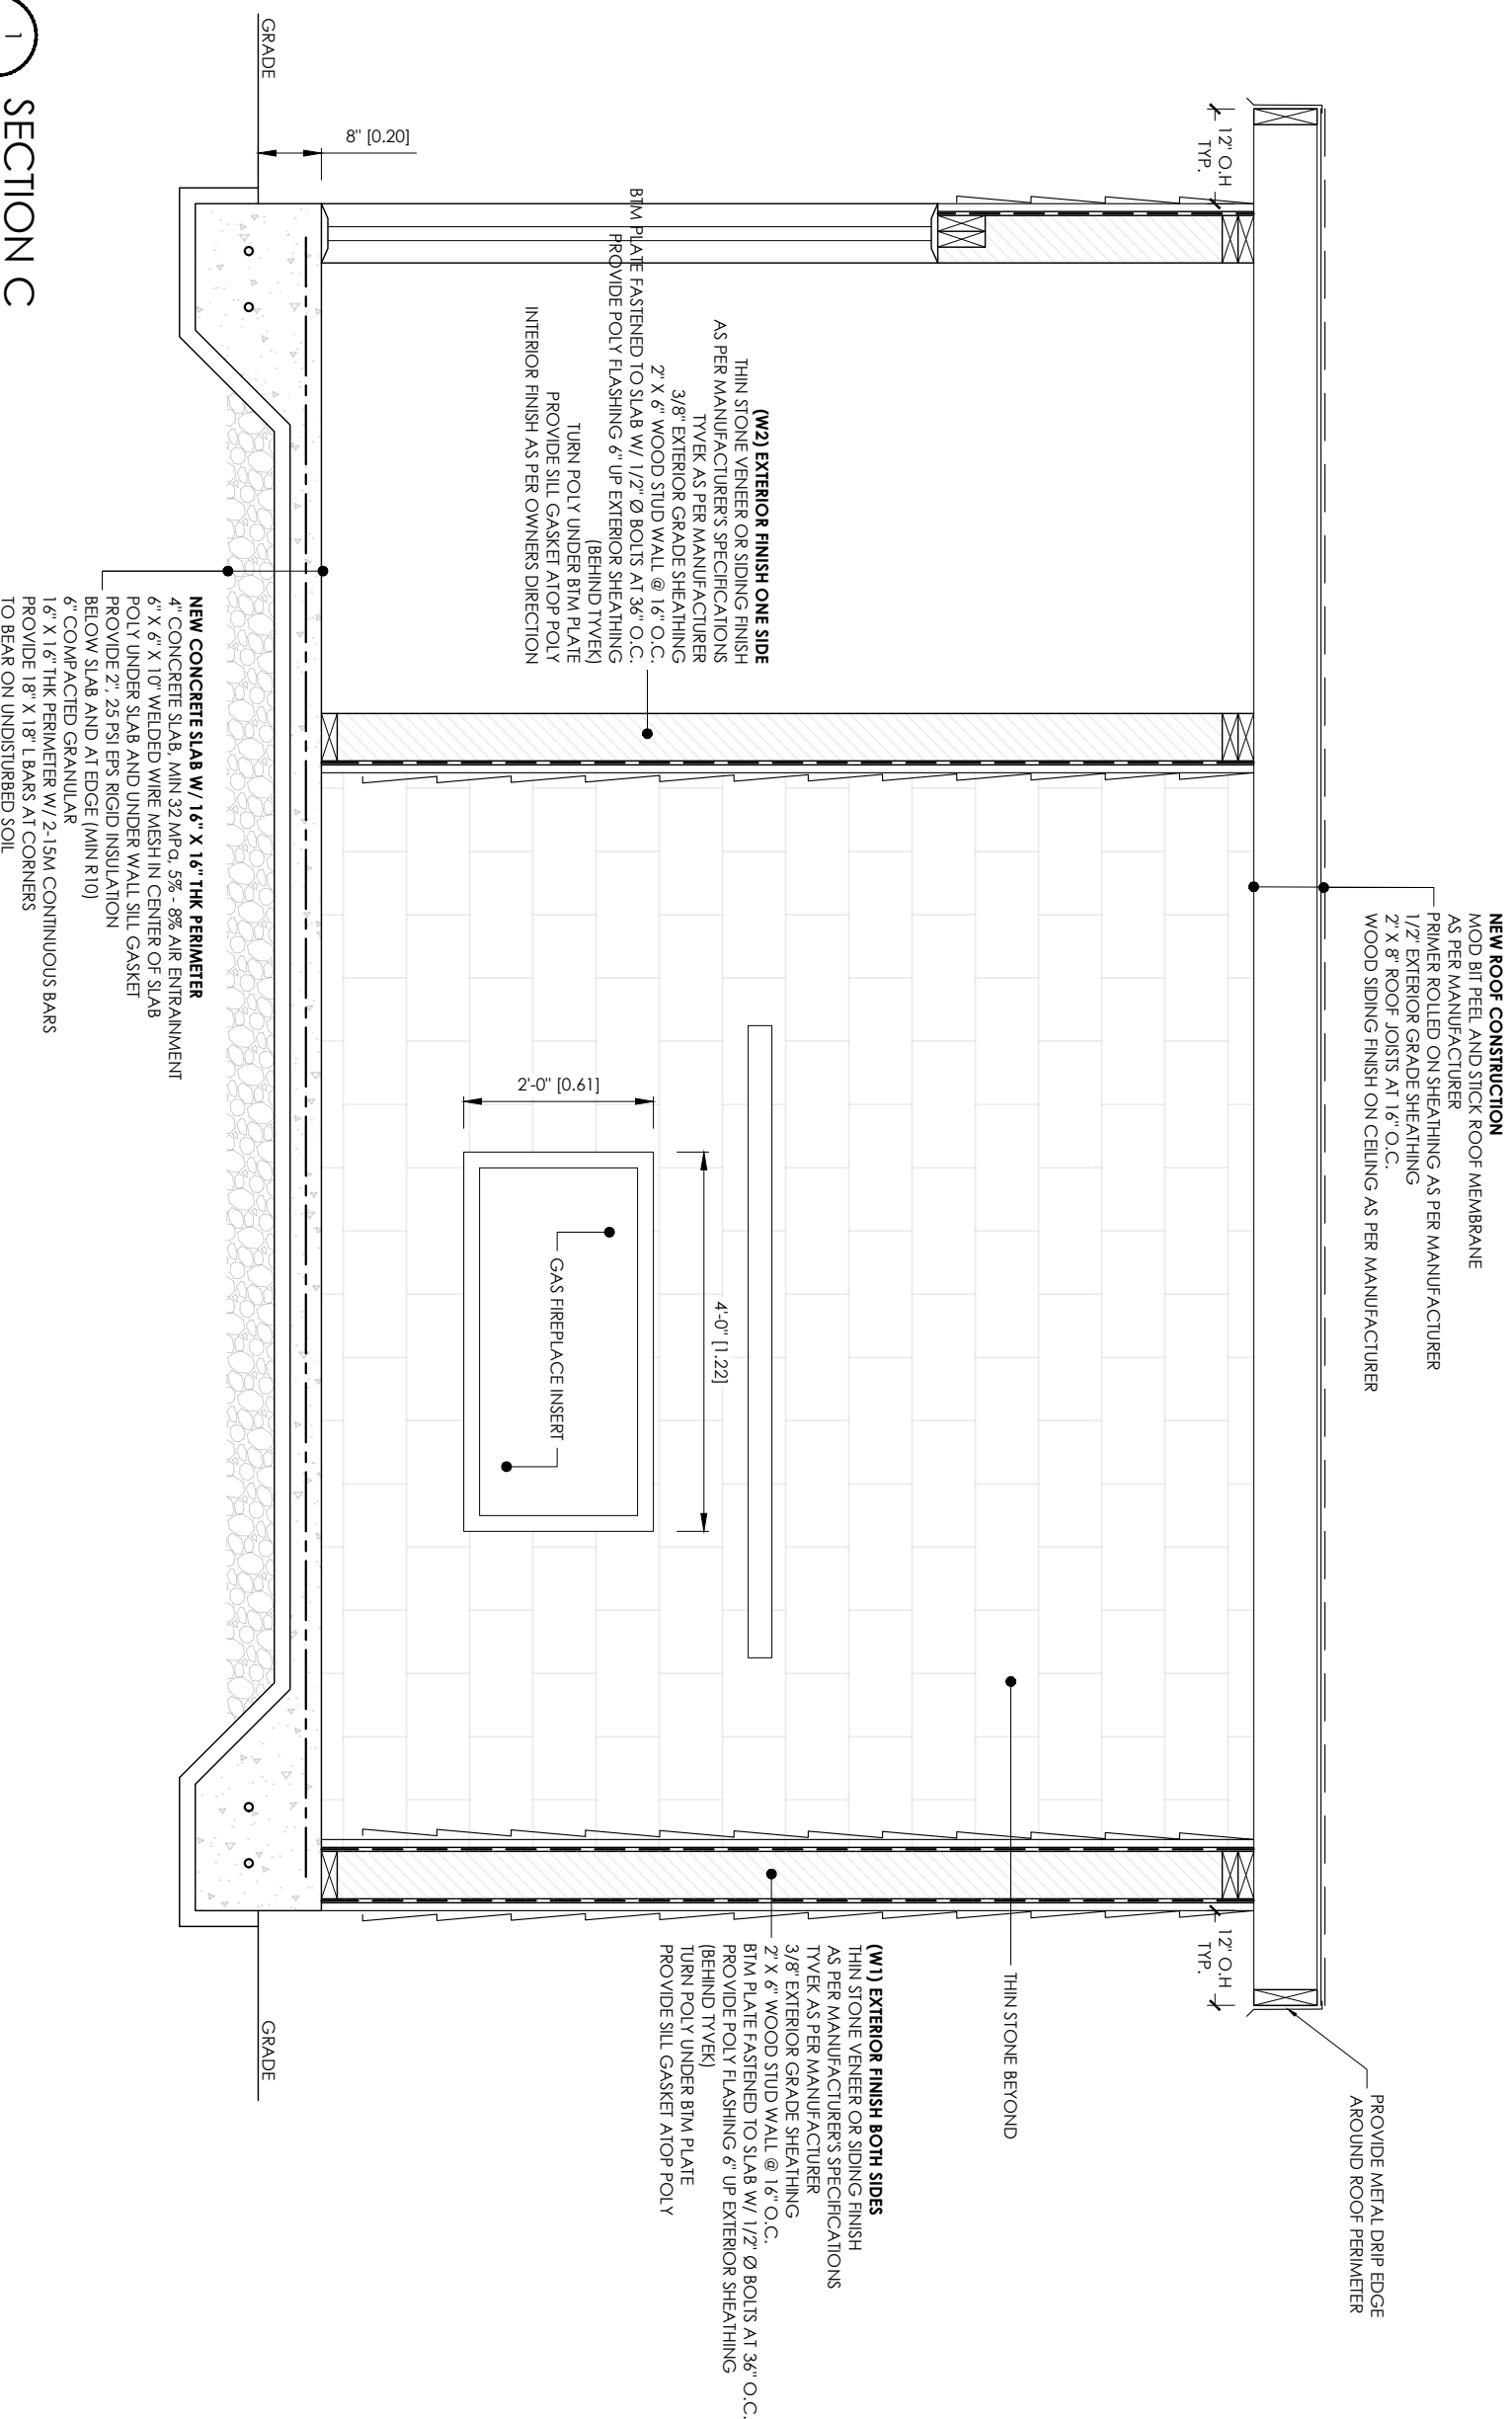 NEW ROOF CONSTRUCTION
MOD BIT PEEL AND STICK ROOF MEMBRANE
AS PER MANUFACTURER
PRIMER ROLLED ON SHEATHING AS PER MANUFACTURER
1/2" EXTERIOR GRADE SHEATHING
2" X 8" ROOF JOISTS AT 16" O.C.
WOOD SIDING FINISH ON CEILING AS PER MANUFACTURER
PROVIDE METAL DRIP EDGE
AROUND ROOF PERIMETER
12" O.H
TYP.
12" O.H
TYP.
THIN STONE BEYOND
(W2) EXTERIOR FINISH ONE SIDE
THIN STONE VENEER OR SIDING FINISH
AS PER MANUFACTURER'S SPECIFICATIONS
TYVEK AS PER MANUFACTURER
3/8" EXTERIOR GRADE SHEATHING
2" X 6" WOOD STUD WALL @ 16" O.C.
BTM PLATE FASTENED TO SLAB W/ 1/2" Ø BOLTS AT 36" O.C.
PROVIDE POLY FLASHING 6" UP EXTERIOR SHEATHING
(BEHIND TYVEK)
TURN POLY UNDER BTM PLATE
PROVIDE SILL GASKET ATOP POLY
INTERIOR FINISH AS PER OWNERS DIRECTION
4'-0" [1.22]
2'-0" [0.61]
GAS FIREPLACE INSERT
(W1) EXTERIOR FINISH BOTH SIDES
THIN STONE VENEER OR SIDING FINISH
AS PER MANUFACTURER'S SPECIFICATIONS
TYVEK AS PER MANUFACTURER
3/8" EXTERIOR GRADE SHEATHING
2" X 6" WOOD STUD WALL @ 16" O.C.
BTM PLATE FASTENED TO SLAB W/ 1/2" Ø BOLTS AT 36" O.C.
PROVIDE POLY FLASHING 6" UP EXTERIOR SHEATHING
(BEHIND TYVEK)
TURN POLY UNDER BTM PLATE
PROVIDE SILL GASKET ATOP POLY
8" [0.20]
GRADE
GRADE
NEW CONCRETE SLAB W/ 16" X 16" THK PERIMETER
4" CONCRETE SLAB, MIN 32 MPa, 5% - 8% AIR ENTRAINMENT
6" X 6" X 10" WELDED WIRE MESH IN CENTER OF SLAB
POLY UNDER SLAB AND UNDER WALL SILL GASKET
PROVIDE 2", 25 PSI EPS RIGID INSULATION
BELOW SLAB AND AT EDGE (MIN R10)
6" COMPACTED GRANULAR
16" X 16" THK PERIMETER W/ 2-15M CONTINUOUS BARS
PROVIDE 18" X 18" L BARS AT CORNERS
TO BEAR ON UNDISTURBED SOIL
1 SECTION C